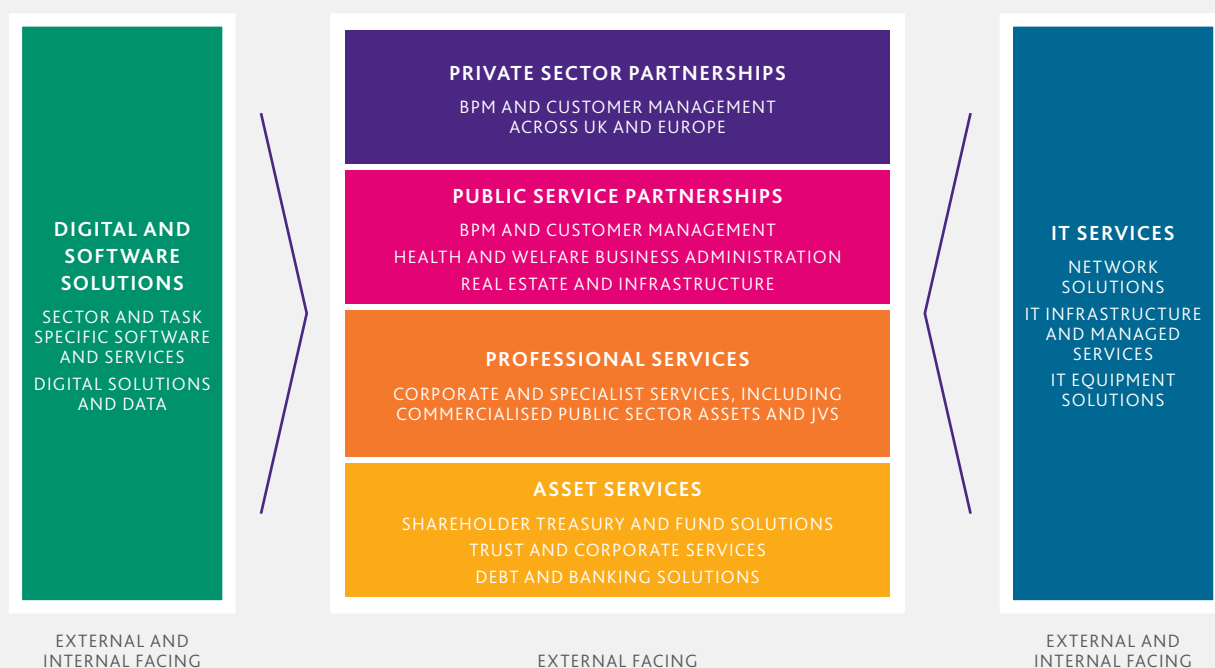 DIGITAL AND
SOFTWARE
SOLUTIONS
SECTOR AND TASK
SPECIFIC SOFTWARE
AND SERVICES
DIGITAL SOLUTIONS
AND DATA
EXTERNAL AND
INTERNAL FACING
PRIVATE SECTOR PARTNERSHIPS
BPM AND CUSTOMER MANAGEMENT
ACROSS UK AND EUROPE
PUBLIC SERVICE PARTNERSHIPS
BPM AND CUSTOMER MANAGEMENT
HEALTH AND WELFARE BUSINESS ADMINISTRATION
REAL ESTATE AND INFRASTRUCTURE
PROFESSIONAL SERVICES
CORPORATE AND SPECIALIST SERVICES, INCLUDING
COMMERCIALISED PUBLIC SECTOR ASSETS AND JVS
ASSET SERVICES
SHAREHOLDER TREASURY AND FUND SOLUTIONS
TRUST AND CORPORATE SERVICES
DEBT AND BANKING SOLUTIONS
EXTERNAL FACING
IT SERVICES
NETWORK
SOLUTIONS
IT INFRASTRUCTURE
AND MANAGED
SERVICES
IT EQUIPMENT
SOLUTIONS
EXTERNAL AND
INTERNAL FACING